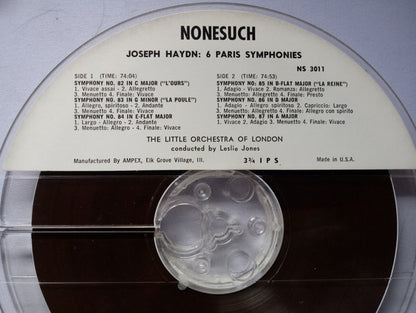 NONESUCH
JOSEPH HAYDN: 6 PARIS SYMPHONIES
NS 3011
SIDE 1 (TIME: 74:04)
SYMPHONY NO. 82 IN C MAJOR ("L'OURS")
1. Vivace assai - 2. Allegretto
3. Menuetto 4. Finale: Vivace
SYMPHONY NO. 83 IN G MINOR ("LA POULE")
1. Allegro, spiritoso - 2. Andante
3. Menuetto 4. Finale: Vivace
SYMPHONY NO. 84 IN E-FLAT MAJOR
1. Largo - Allegro - 2. Andante
3. Menuetto 4. Finale: Vivace
SIDE 2 (TIME: 74:53)
SYMPHONY NO. 85 IN B-FLAT MAJOR ("LA REINE")
1. Adagio - Vivace 2. Romanza: Allegretto
3. Menuetto: Allegretto 4. Finale: Presto
SYMPHONY NO. 86 IN D MAJOR
1. Adagio - Allegro spiritoso 2. Capriccio: Largo
3. Menuetto: Allegretto 4. Finale: Allegro con spirito
SYMPHONY NO. 87 IN A MAJOR
1. Vivace 2. Adagio 3. Menuetto 4. Finale: Vivace
THE LITTLE ORCHESTRA OF LONDON
conducted by Leslie Jones
Manufactured By AMPEX, Elk Grove Village, Ill.
3¾ I P S.
Made in U.S.A.